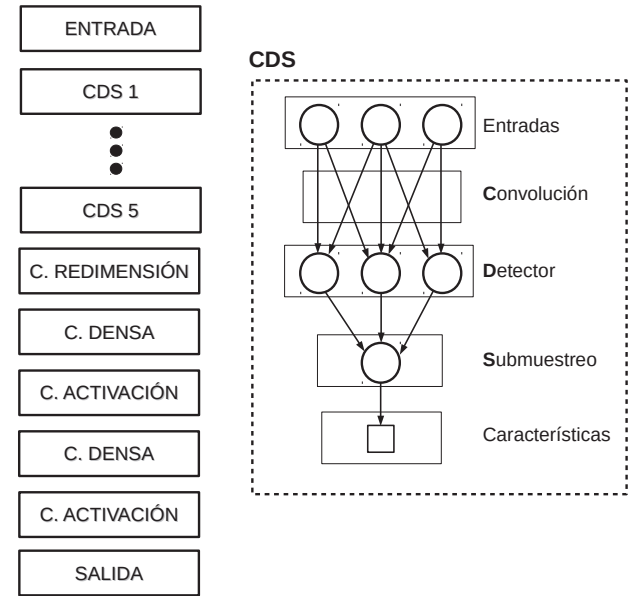 ENTRADA
CDS 1
CDS 5
C. REDIMENSIÓN
C. DENSA
C. ACTIVACIÓN
C. DENSA
C. ACTIVACIÓN
SALIDA
CDS
Entradas
Convolución
Detector
Submuestreo
Características